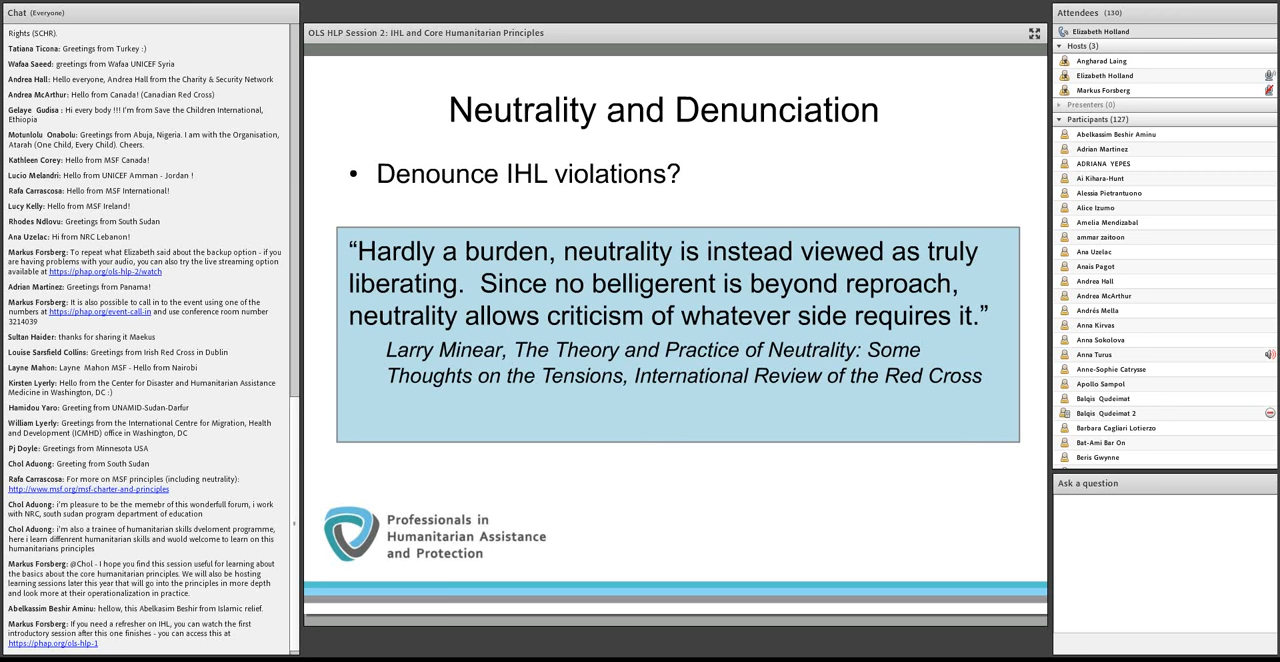 Chat (Everyone)
Rights (SCHR).
Tatiana Ticona: Greetings from Turkey :)
Wafaa Saeed: greetings from Wafaa UNICEF Syria
Andrea Hall: Hello everyone, Andrea Hall from the Charity & Security Network
Andrea McArthur: Hello from Canada! (Canadian Red Cross)
Gelaye Gudisa : Hi every body !!! I'm from Save the Children International,
Ethiopia
Motunlolu Onabolu: Greetings from Abuja, Nigeria. I am with the Organisation,
Atarah (One Child, Every Child). Cheers.
Kathleen Corey: Hello from MSF Canada!
Lucio Melandri: Hello from UNICEF Amman - Jordan !
Rafa Carrascosa: Hello from MSF International!
Lucy Kelly: Hello from MSF Ireland!
Rhodes Ndlovu: Greetings from South Sudan
Ana Uzelac: Hi from NRC Lebanon!
Markus Forsberg: To repeat what Elizabeth said about the backup option - if you
are having problems with your audio, you can also try the live streaming option
available at https://phap.org/ols-hlp-2/watch
Adrian Martinez: Greetings from Panama!
Markus Forsberg: It is also possible to call in to the event using one of the
numbers at https://phap.org/event-call-in and use conference room number
3214039
Sultan Haider: thanks for sharing it Maekus
Louise Sarsfield Collins: Greetings from Irish Red Cross in Dublin
Layne Mahon: Layne Mahon MSF - Hello from Nairobi
Kirsten Lyerly: Hello from the Center for Disaster and Humanitarian Assistance
Medicine in Washington, DC :)
Hamidou Yaro: Greeting from UNAMID-Sudan-Darfur
William Lyerly: Greetings from the International Centre for Migration, Health
and Development (ICMHD) office in Washington, DC
Pj Doyle: Greetings from Minnesota USA
Chol Aduong: Greeting from South Sudan
Rafa Carrascosa: For more on MSF principles (including neutrality):
http://www.msf.org/msf-charter-and-principles
Chol Aduong: i'm pleasure to be the memebr of this wonderfull forum, i work
with NRC, south sudan program department of education
Chol Aduong: i'm also a trainee of humanitarian skills dveloment programme,
here i learn diffenrent humanitarian skills and wuold welcome to learn on this
humanitarians principles
Markus Forsberg: @Chol - I hope you find this session useful for learning about
the basics about the core humanitarian principles. We will also be hosting
learning sessions later this year that will go into the principles in more depth
and look more at their operationalization in practice.
Abelkassim Beshir Aminu: hellow, this Abelkasim Beshir from Islamic relief.
Markus Forsberg: If you need a refresher on IHL, you can watch the first
introductory session after this one finishes - you can access this at
https://phap.org/ols-hlp-1
OLS HLP Session 2: IHL and Core Humanitarian Principles
Neutrality and Denunciation
• Denounce IHL violations?
“Hardly a burden, neutrality is instead viewed as truly
liberating. Since no belligerent is beyond reproach,
neutrality allows criticism of whatever side requires it.”
Larry Minear, The Theory and Practice of Neutrality: Some
Thoughts on the Tensions, International Review of the Red Cross
Professionals in
Humanitarian Assistance
and Protection
Attendees (130)
Elizabeth Holland
Hosts (3)
Angharad Laing
Elizabeth Holland
Markus Forsberg
Presenters (0)
Participants (127)
Abelkassim Beshir Aminu
Adrian Martinez
ADRIANA YEPES
Ai Kihara-Hunt
Alessia Pietrantuono
Alice Izumo
Amelia Mendizabal
ammar zaitoon
Ana Uzelac
Anais Pagot
Andrea Hall
Andrea McArthur
Andrés Mella
Anna Kirvas
Anna Sokolova
Anna Turus
Anne-Sophie Catrysse
Apollo Sampol
Balqis Qudeimat
Balqis Qudeimat 2
Barbara Cagliari Lotierzo
Bat-Ami Bar On
Beris Gwynne
Ask a question